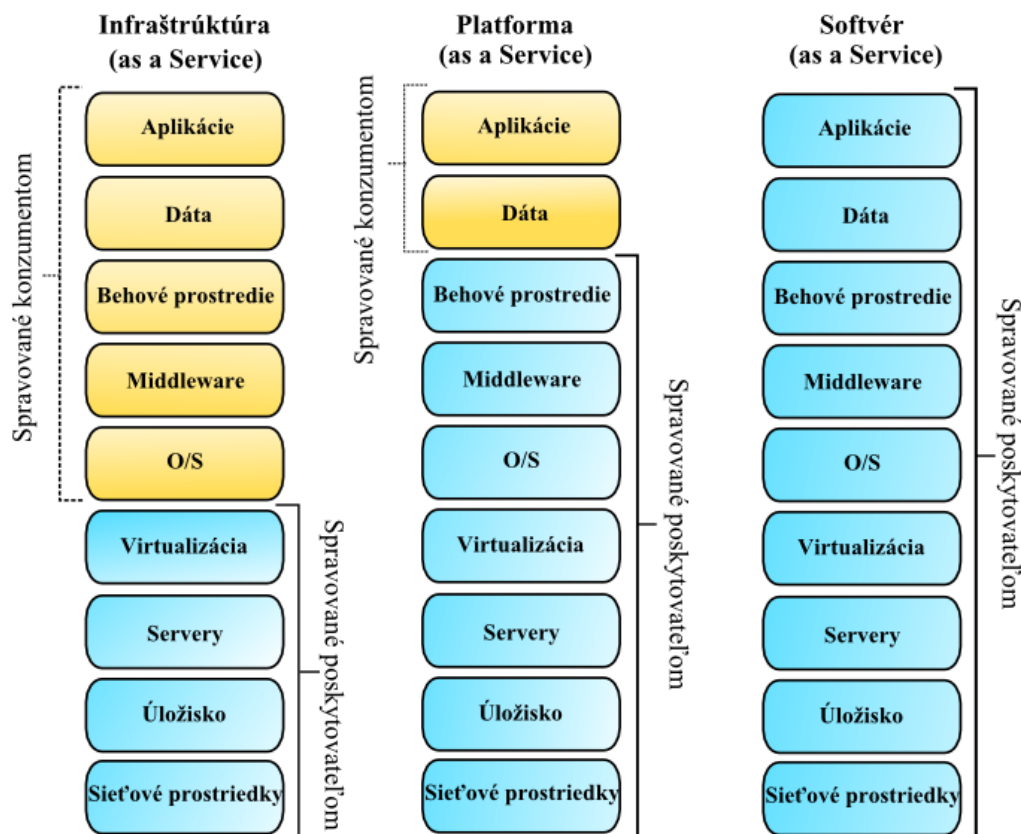 Infraštrúktúra
(as a Service)
Spravované konzumentom
Aplikácie
Dáta
Behové prostredie
Middleware
O/S
Virtualizácia
Servery
Úložisko
Sieťové prostriedky
Spravované poskytovateľom
Platforma
(as a Service)
Spravované konzumentom
Aplikácie
Dáta
Behové prostredie
Middleware
O/S
Virtualizácia
Servery
Úložisko
Sieťové prostriedky
Spravované poskytovateľom
Softvér
(as a Service)
Aplikácie
Dáta
Behové prostredie
Middleware
O/S
Virtualizácia
Servery
Úložisko
Sieťové prostriedky
Spravované poskytovateľom